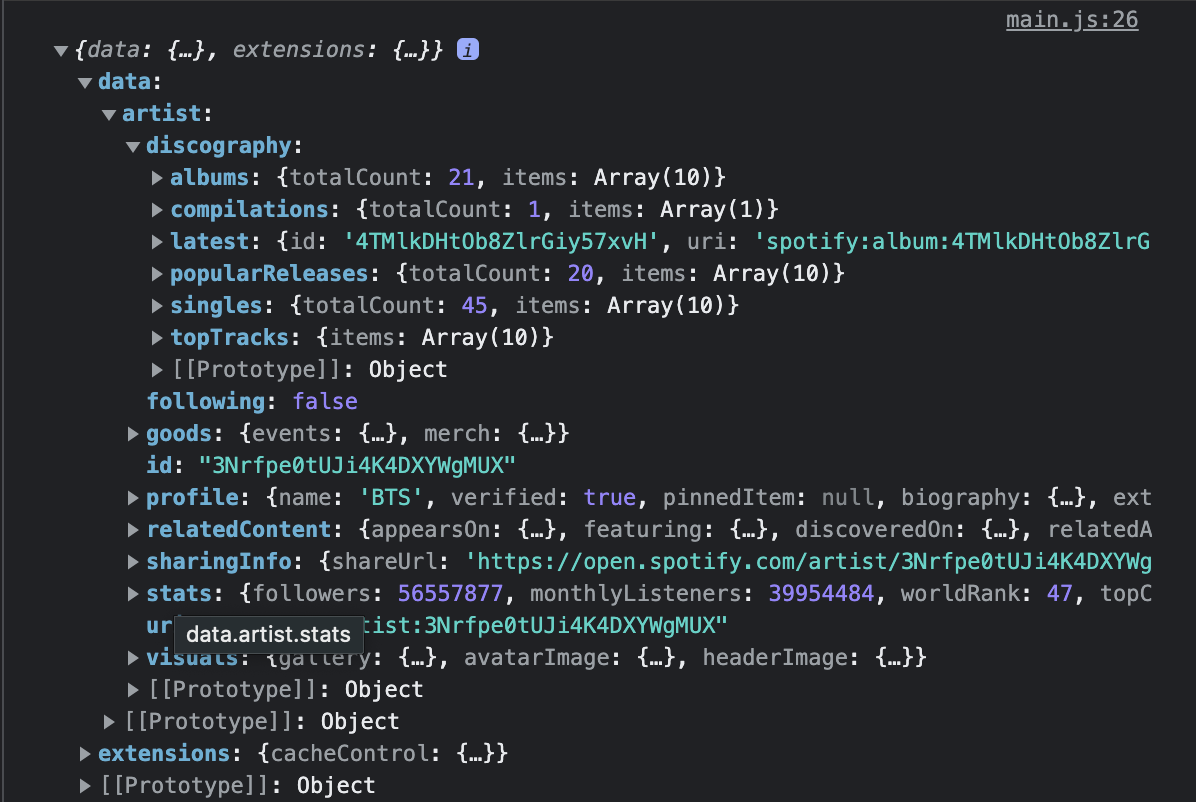 main.js:26
{data: {…}, extensions: {…}} i
data:
artist:
discography:
albums: {totalCount: 21, items: Array(10)}
compilations: {totalCount: 1, items: Array(1)}
latest: {id: '4TMlkDHtOb8ZlrGiy57xvH', uri: 'spotify:album:4TMlkDHtOb8ZlrG
popularReleases: {totalCount: 20, items: Array(10)}
singles: {totalCount: 45, items: Array(10)}
topTracks: {items: Array(10)}
[[Prototype]]: Object
following: false
goods: {events: {…}, merch: {…}}
id: "3Nrfpe0tUJi4K4DXYWgMUX"
profile: {name: 'BTS', verified: true, pinnedItem: null, biography: {…}, ext
relatedContent: {appearsOn: {…}, featuring: {…}, discoveredOn: {…}, relatedA
sharingInfo: {shareUrl: 'https://open.spotify.com/artist/3Nrfpe0tUJi4K4DXYWg
stats: {followers: 56557877, monthlyListeners: 39954484, worldRank: 47, topC
ur data.artist.stats tist:3Nrfpe0tUJi4K4DXYWgMUX"
visuals: {gallery: {…}, avatarImage: {…}, headerImage: {…}}
[[Prototype]]: Object
[[Prototype]]: Object
extensions: {cacheControl: {…}}
[[Prototype]]: Object